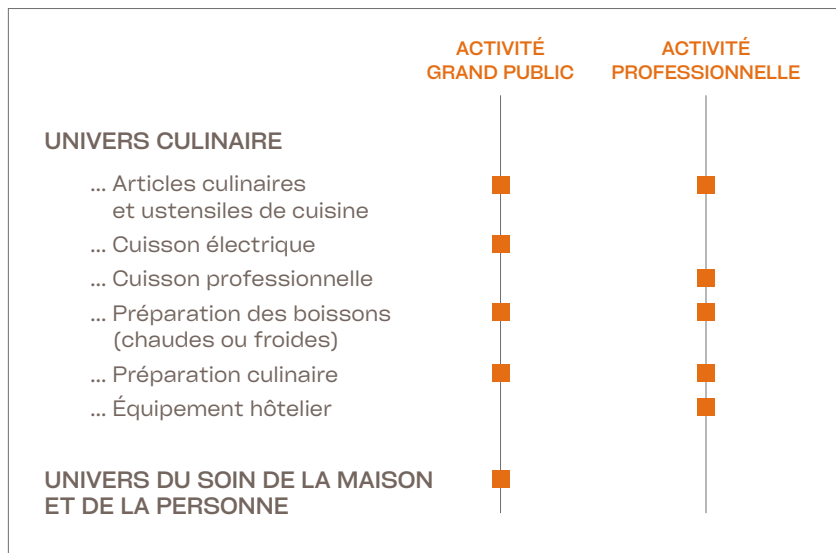 ACTIVITÉ
GRAND PUBLIC
ACTIVITÉ
PROFESSIONNELLE
UNIVERS CULINAIRE
... Articles culinaires
et ustensiles de cuisine
... Cuisson électrique
... Cuisson professionnelle
... Préparation des boissons
(chaudes ou froides)
... Préparation culinaire
... Équipement hôtelier
UNIVERS DU SOIN DE LA MAISON
ET DE LA PERSONNE